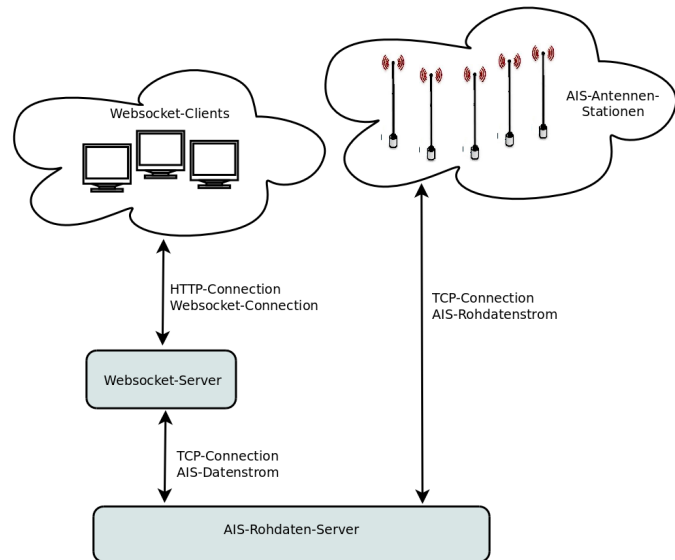 Websocket-Clients
AIS-Antennen-
Stationen
HTTP-Connection
Websocket-Connection
TCP-Connection
AIS-Rohdatenstrom
Websocket-Server
TCP-Connection
AIS-Datenstrom
AIS-Rohdaten-Server